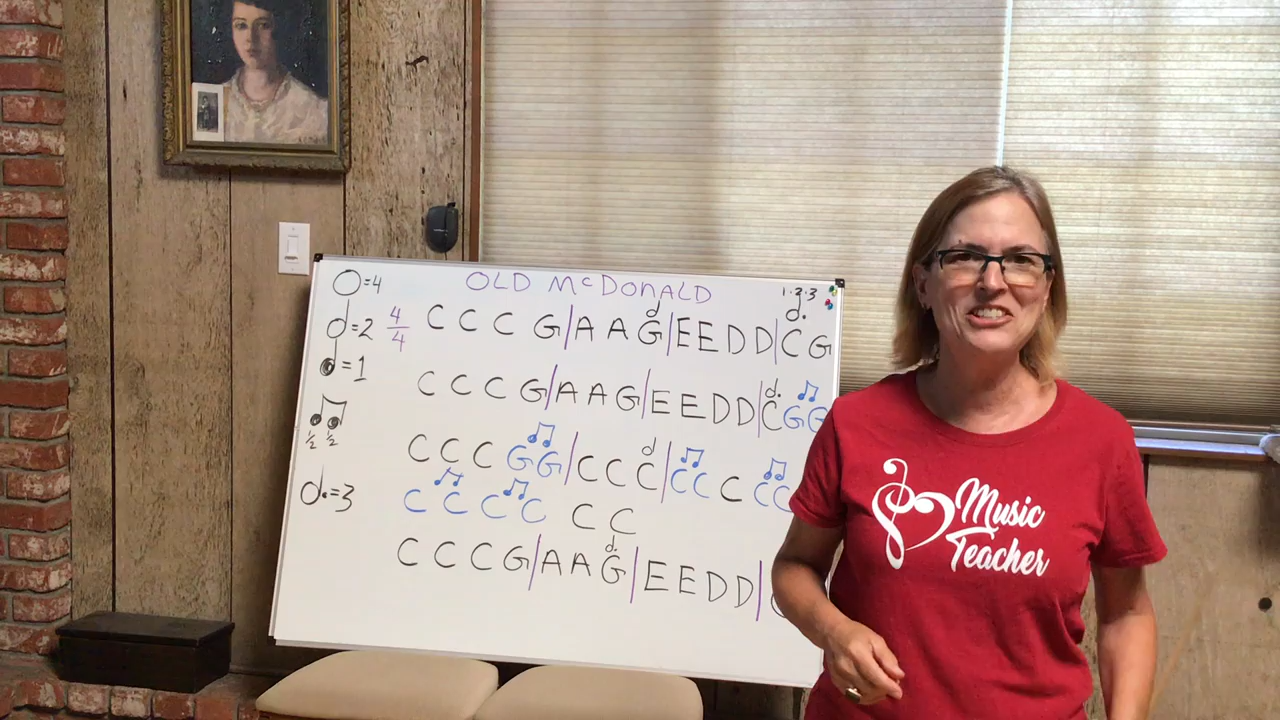 OLD McDONALD
=4
=2
=1
1/2 1/2
=3
4/4
1·2·3
C C C G|A A G|E E D D|C G
C C C G|A A G|E E D D|C G G
C C C G G|C C C|C C C C C
C C C C C C
C C C G|A A G|E E D D|
Music
Teacher